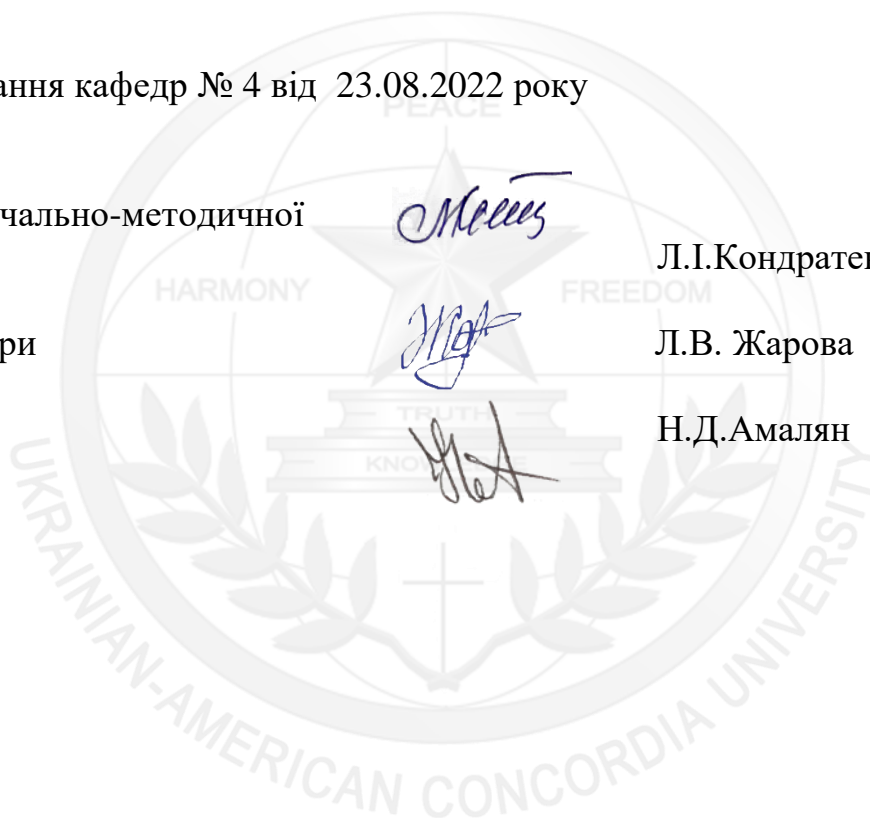 ання кафедр № 4 від 23.08.2022 року
PEACE
чально-методичної
Л.І.Кондратен
HARMONY FREEDOM
ри Л.В. Жарова
TRUTH
Н.Д.Амалян
UKRAINIAN-AMERICAN CONCORDIA UNIVERSITY